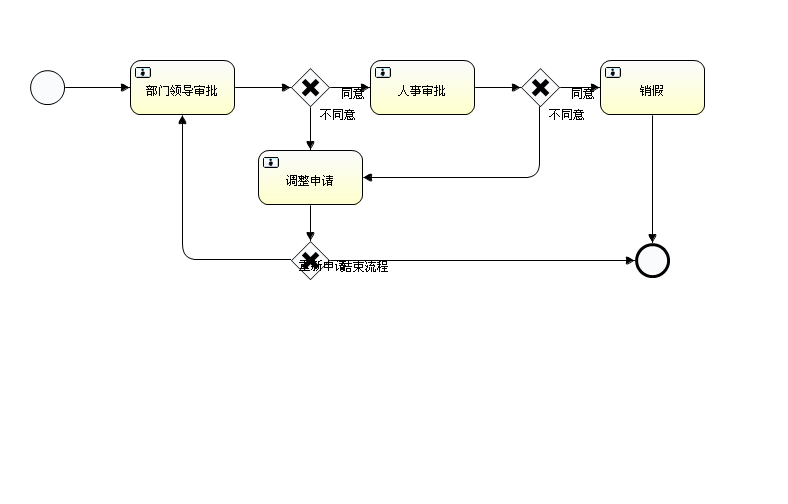 部门领导审批
同意
人事审批
同意
销假
不同意
不同意
调整申请
重新申请
结束流程